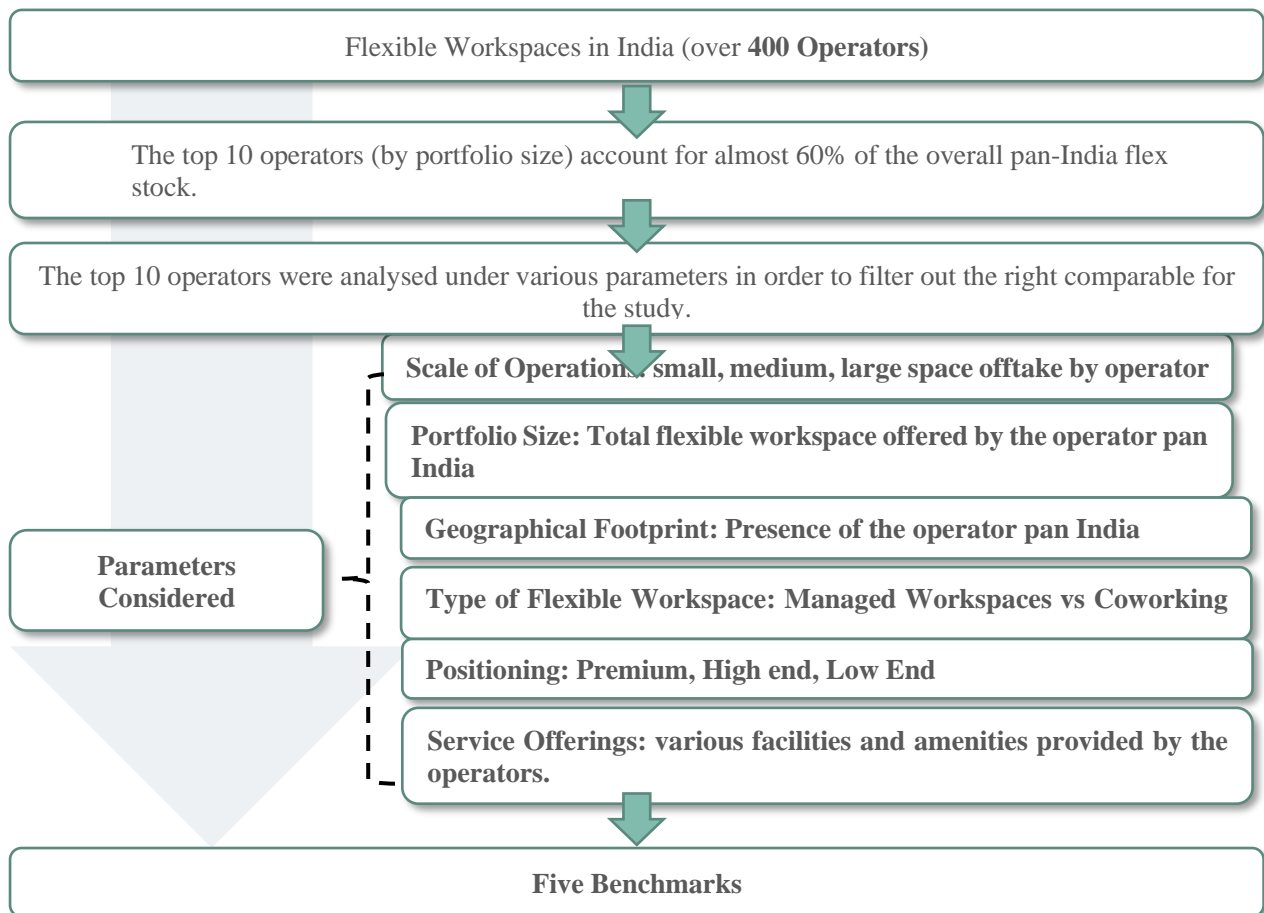 Flexible Workspaces in India (over 400 Operators)
The top 10 operators (by portfolio size) account for almost 60% of the overall pan-India flex
stock.
The top 10 operators were analysed under various parameters in order to filter out the right comparable for
the study.
Scale of Operations: small, medium, large space offtake by operator
Portfolio Size: Total flexible workspace offered by the operator pan
India
Geographical Footprint: Presence of the operator pan India
Parameters
Considered
Type of Flexible Workspace: Managed Workspaces vs Coworking
Positioning: Premium, High end, Low End
Service Offerings: various facilities and amenities provided by the
operators.
Five Benchmarks